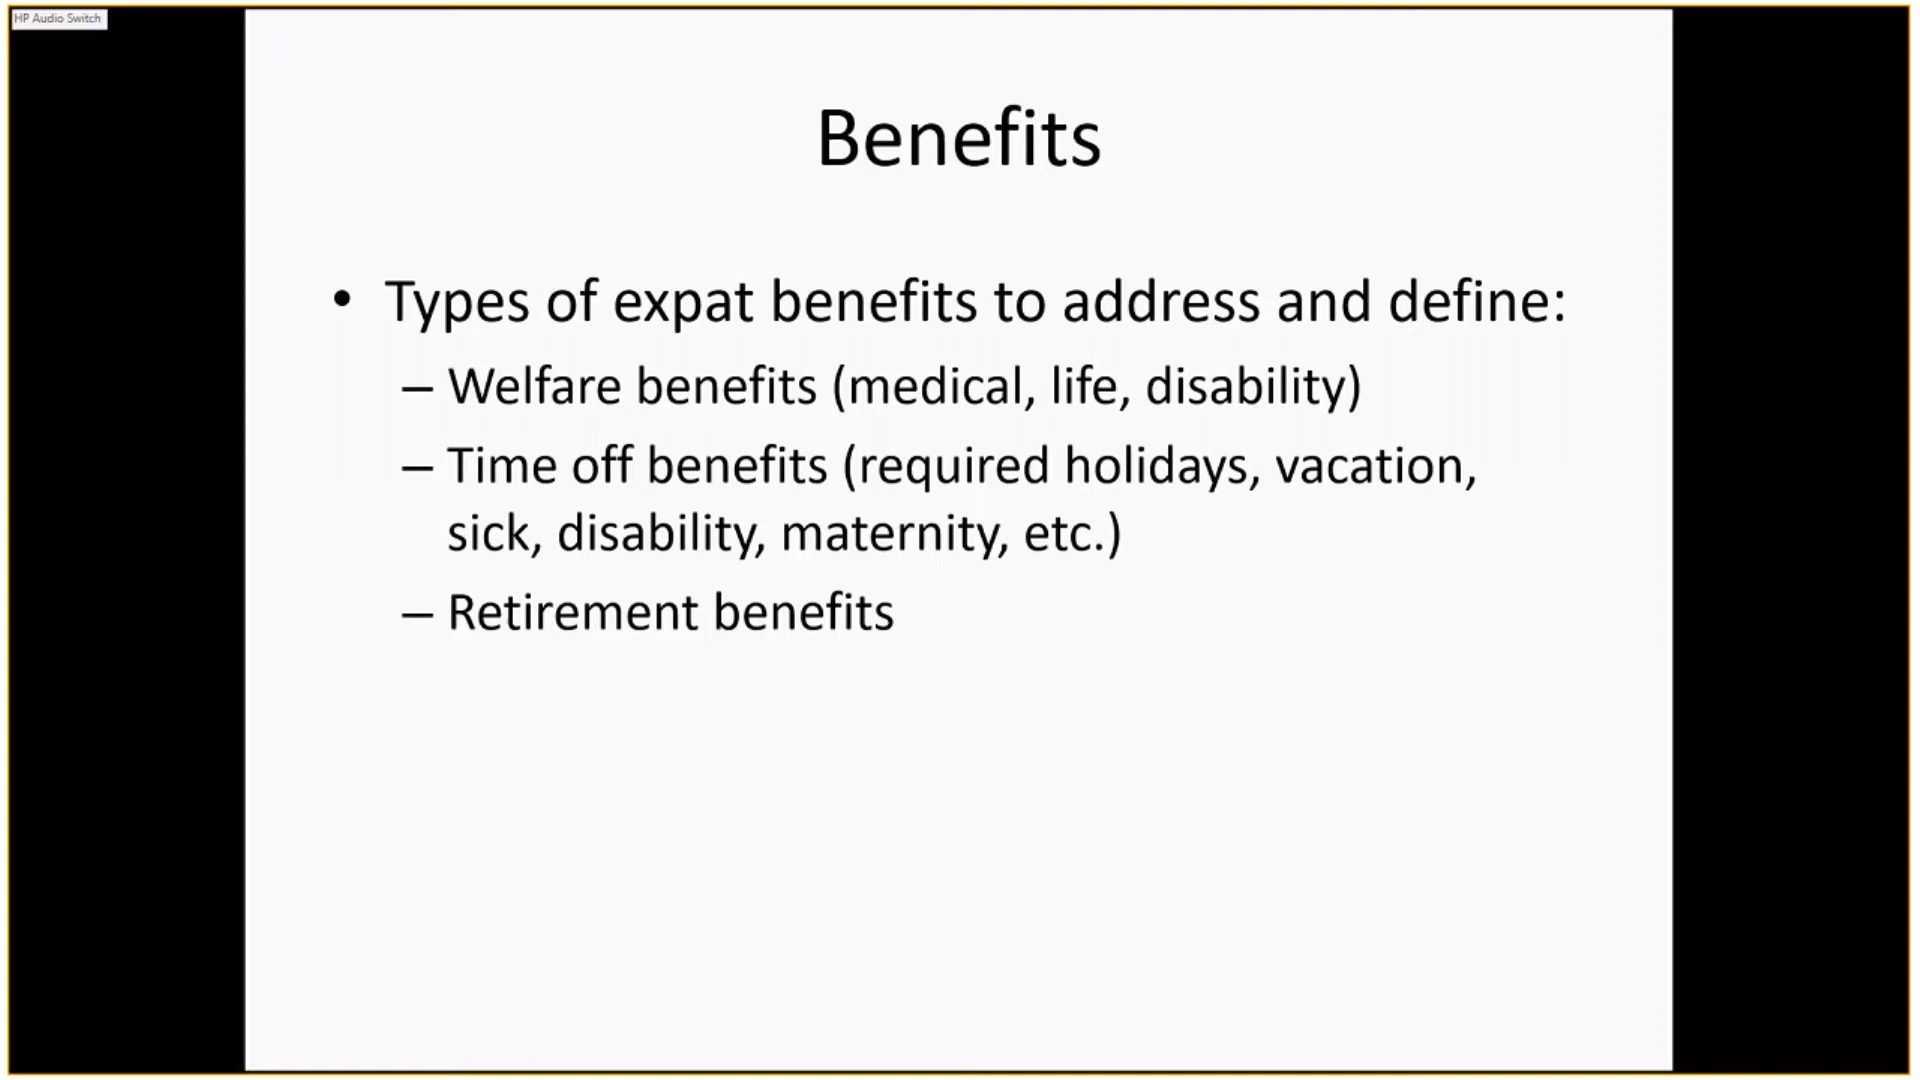 HP Audio Switch
Benefits
• Types of expat benefits to address and define:
– Welfare benefits (medical, life, disability)
– Time off benefits (required holidays, vacation,
sick, disability, maternity, etc.)
– Retirement benefits